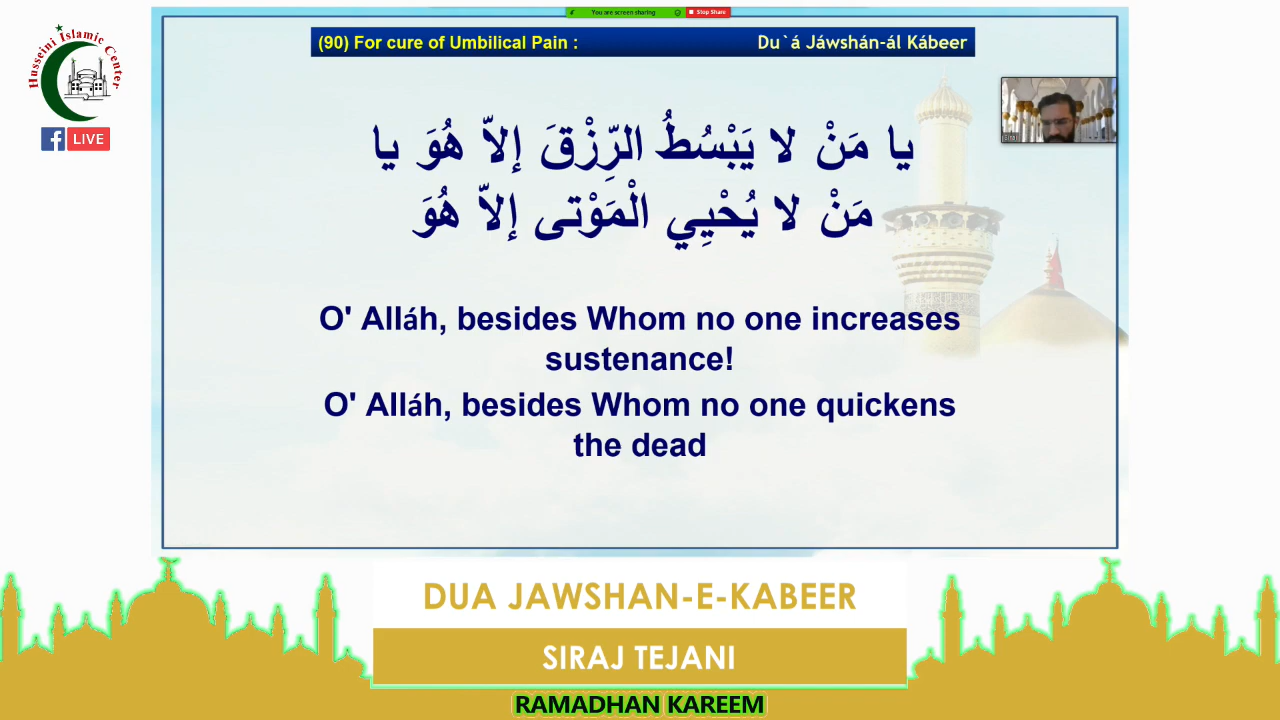 You are screen sharing
Stop Share
Husseini Islamic Center
LIVE
(90) For cure of Umbilical Pain :
Du`á Jáwshán-ál Kábeer
يا مَنْ لا يَبْسُطُ الرِّزْقَ إلاّ هُوَ يا
مَنْ لا يُحْيِي الْمَوْتى إلاّ هُوَ
O' Alláh, besides Whom no one increases
sustenance!
O' Alláh, besides Whom no one quickens
the dead
DUA JAWSHAN-E-KABEER
SIRAJ TEJANI
RAMADHAN KAREEM